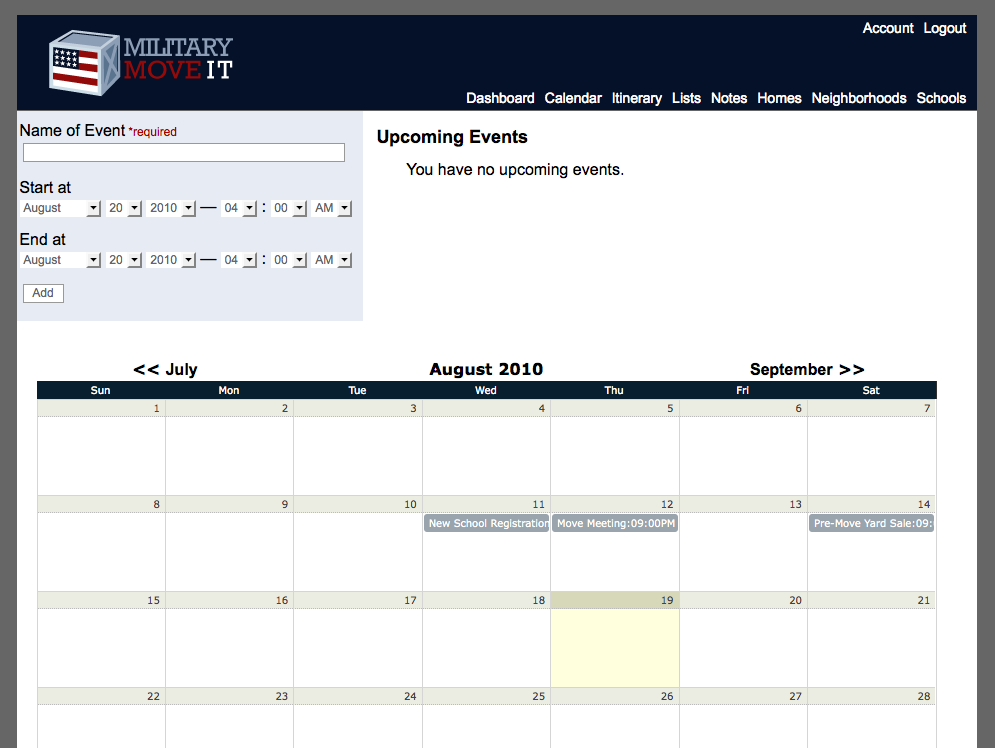 Account Logout
MILITARY
MOVE IT
Dashboard Calendar Itinerary Lists Notes Homes Neighborhoods Schools
Name of Event *required
Start at
August 20 2010 — 04 : 00 AM
End at
August 20 2010 — 04 : 00 AM
Add
Upcoming Events
You have no upcoming events.
<< July August 2010 September >>
Sun Mon Tue Wed Thu Fri Sat
1 2 3 4 5 6 7
8 9 10 11 12 13 14
New School Registration Move Meeting:09:00PM Pre-Move Yard Sale:09:
15 16 17 18 19 20 21
22 23 24 25 26 27 28